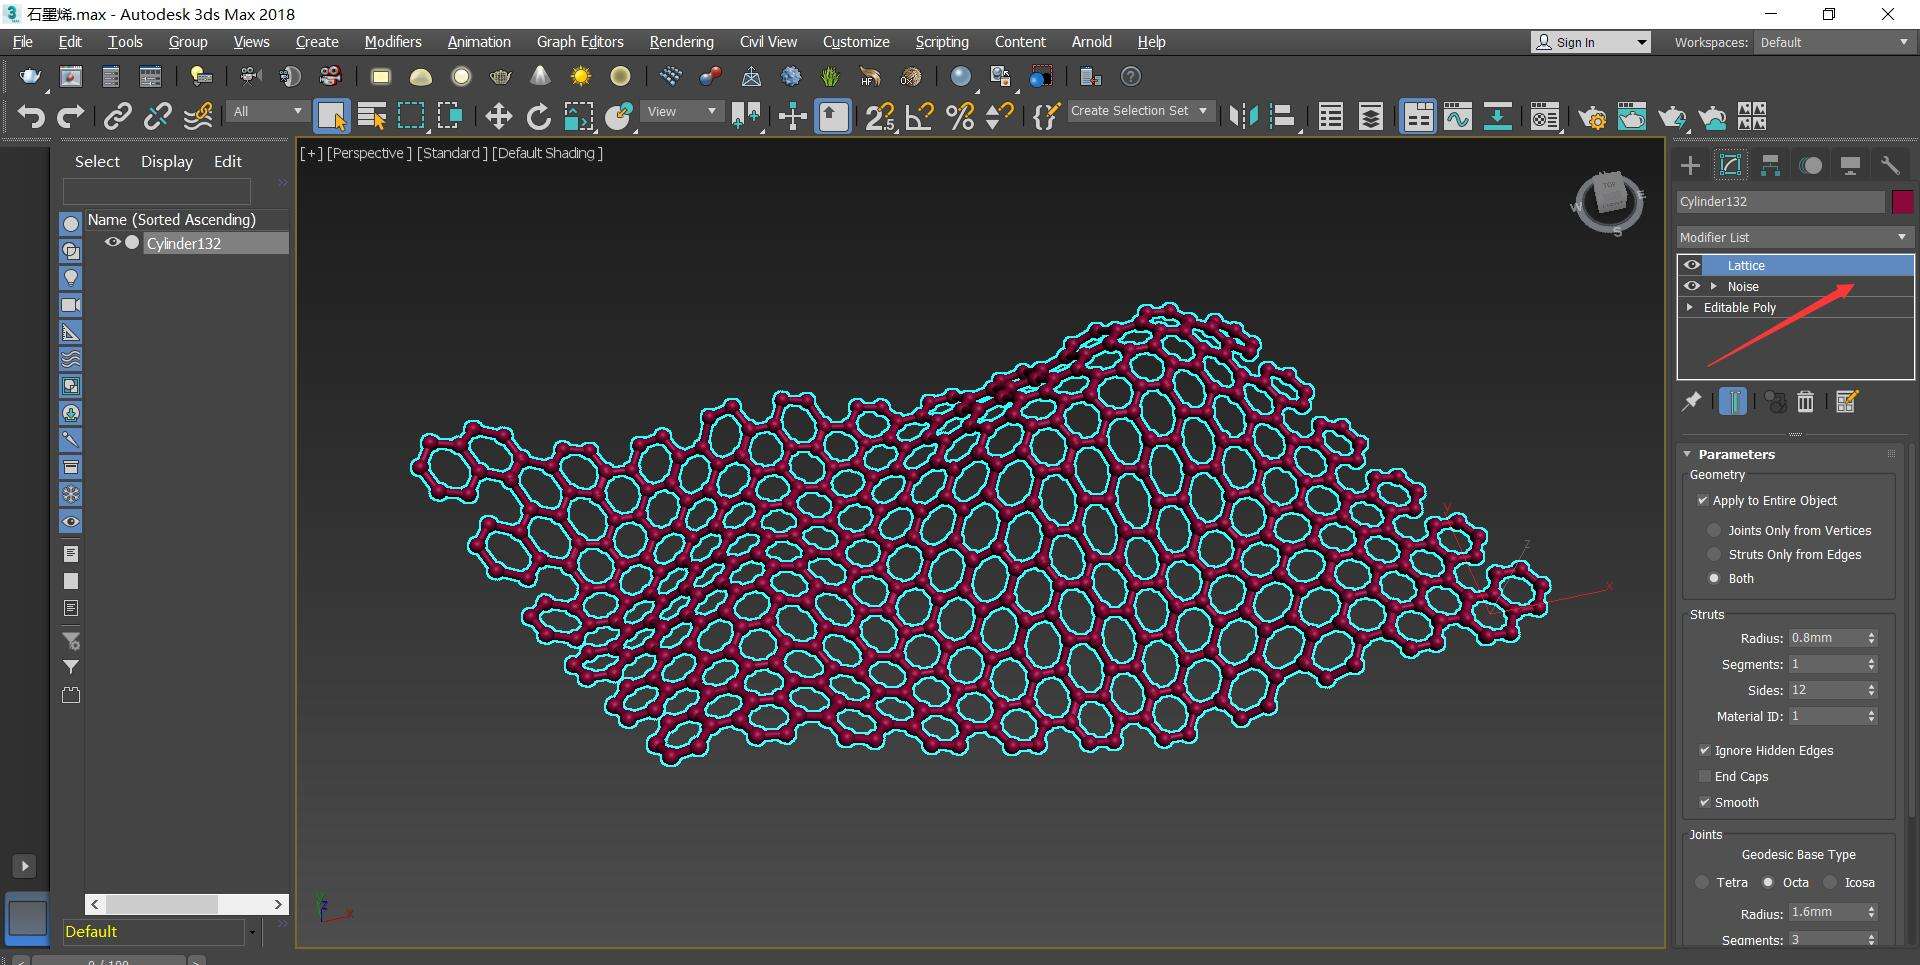 石墨烯.max - Autodesk 3ds Max 2018
File Edit Tools Group Views Create Modifiers Animation Graph Editors Rendering Civil View Customize Scripting Content Arnold Help Sign In Workspaces: Default
All View Create Selection Set
Select Display Edit
Name (Sorted Ascending)
Cylinder132
Default
0 / 100
[+] [Perspective ] [Standard ] [Default Shading ]
TOP
W
E
S
Y
Z
X
Cylinder132
Modifier List
Lattice
Noise
Editable Poly
Parameters
Geometry
Apply to Entire Object
Joints Only from Vertices
Struts Only from Edges
Both
Struts
Radius: 0.8mm
Segments: 1
Sides: 12
Material ID: 1
Ignore Hidden Edges
End Caps
Smooth
Joints
Geodesic Base Type
Tetra Octa Icosa
Radius: 1.6mm
Segments: 3